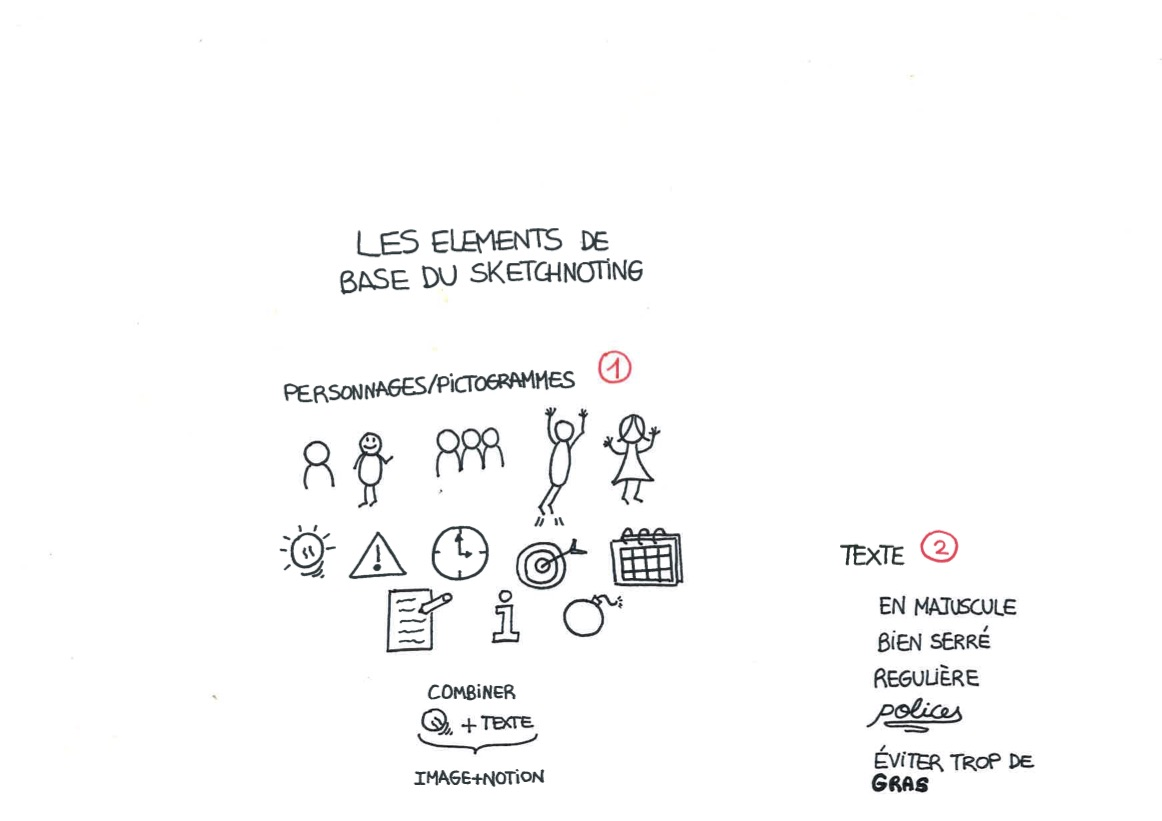 LES ELEMENTS DE
BASE DU SKETCHNOTING
PERSONNAGES/PICTOGRAMMES 1
TEXTE 2
EN MAJUSCULE
BIEN SERRÉ
REGULIÈRE
polices
ÉVITER TROP DE
GRAS
COMBINER
+ TEXTE
IMAGE+NOTION